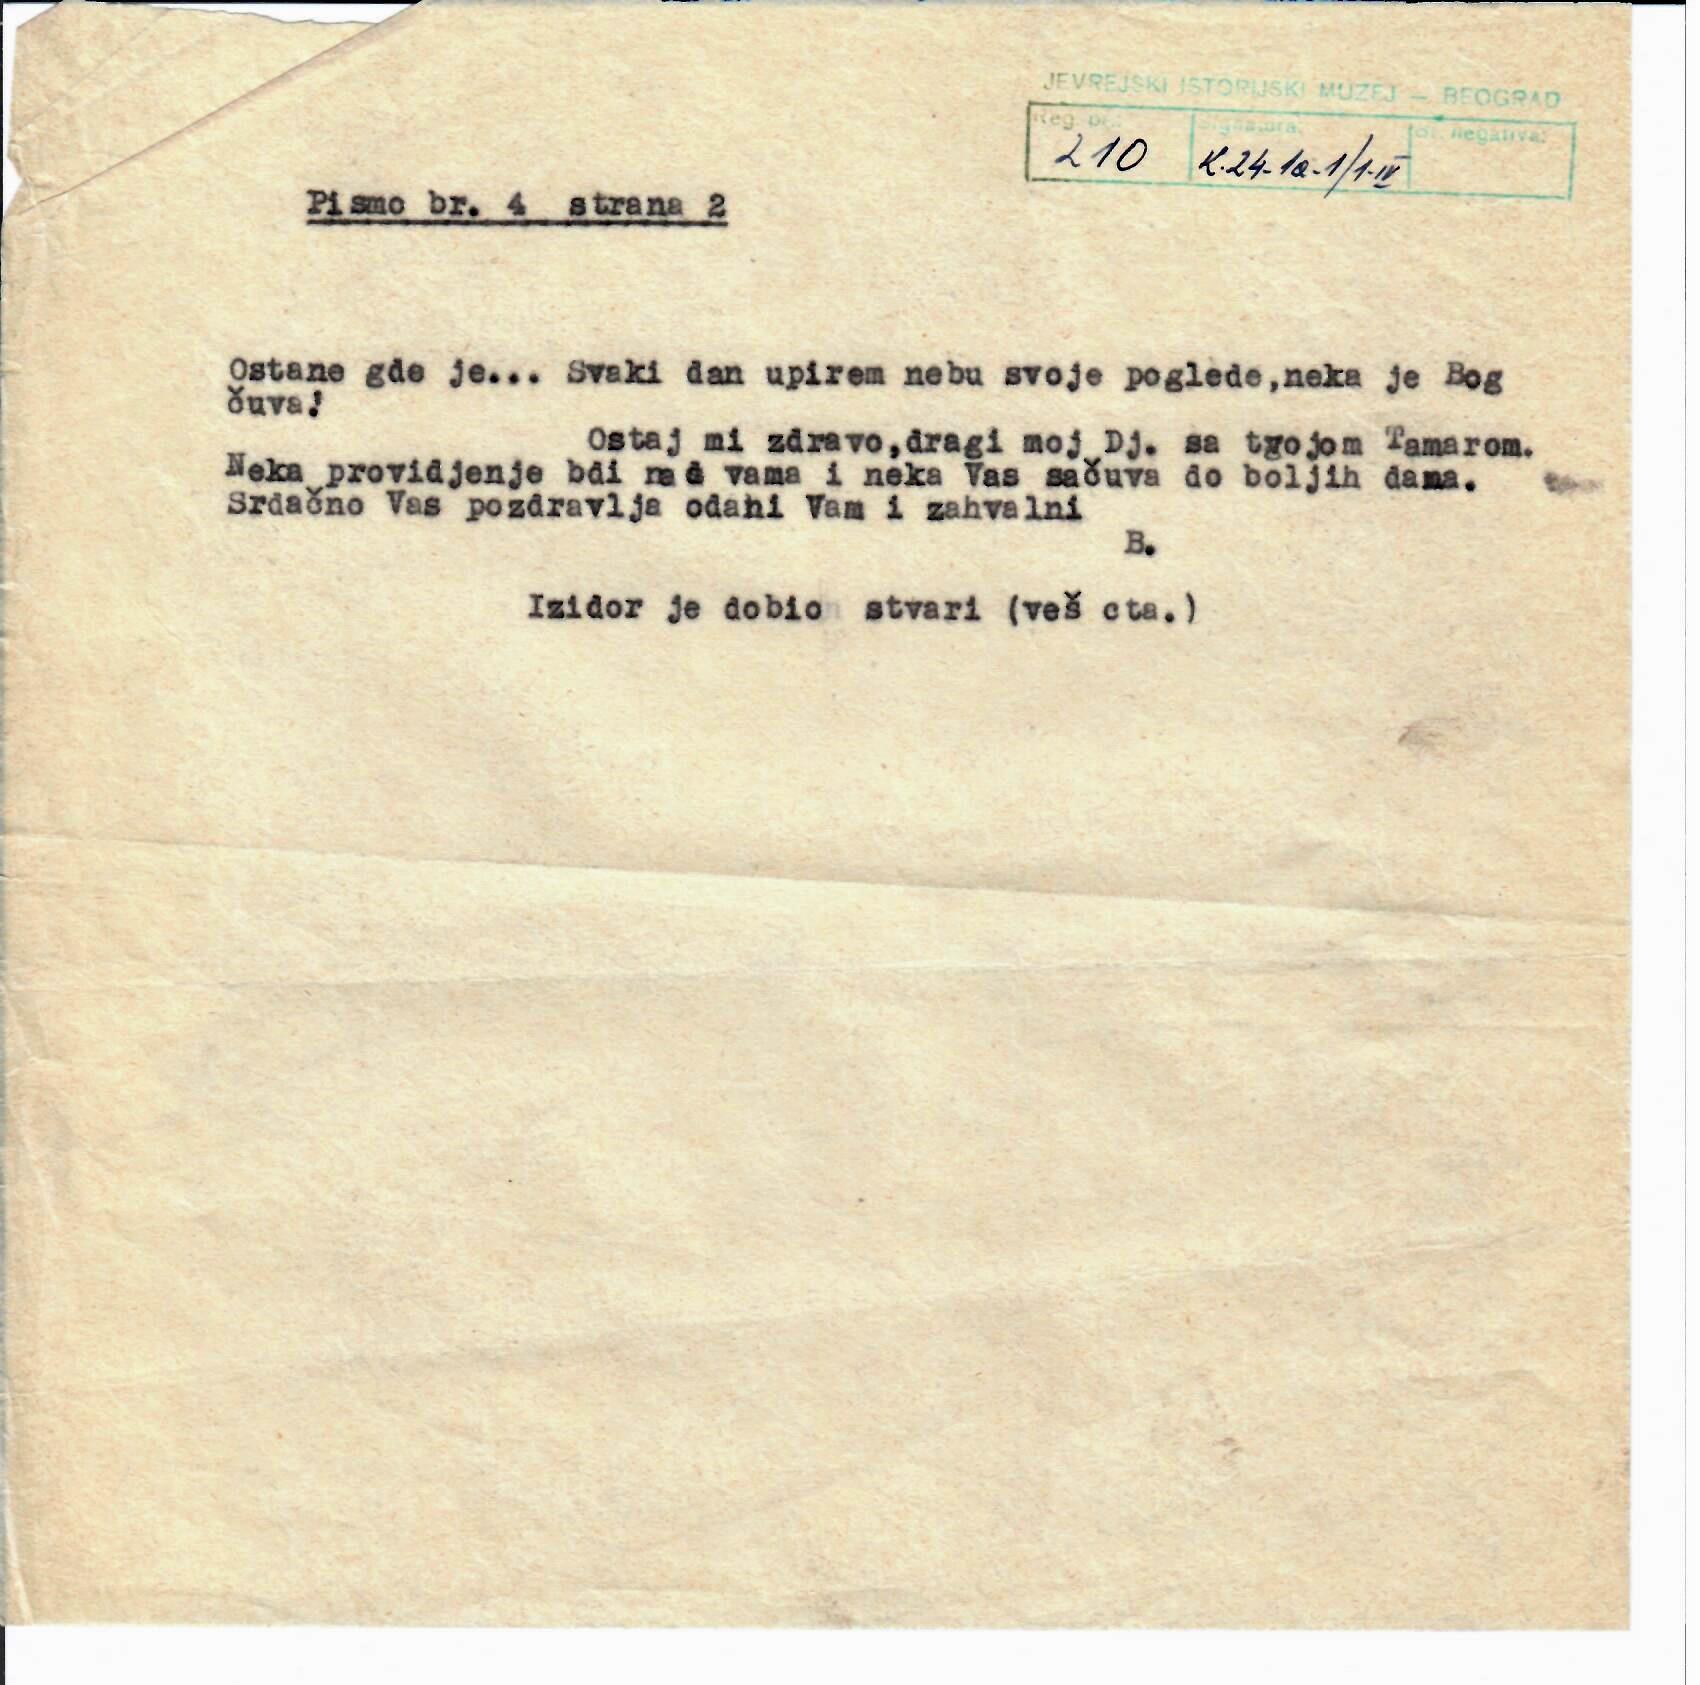 JEVREJSKI ISTORIJSKI MUZEJ — BEOGRAD
Reg. br.: Signatura: Br. negativa:
210 K.24-1a-1/1-IV
Pismo br. 4 strana 2
Ostane gde je... Svaki dan upirem nebu svoje poglede,neka je Bog
čuva!
Ostaj mi zdravo,dragi moj Dj. sa tvojom Tamarom.
Neka providjenje bdi nad vama i neka Vas sačuva do boljih dana.
Srdačno Vas pozdravlja odani Vam i zahvalni
B.
Izidor je dobio stvari (veš cta.)